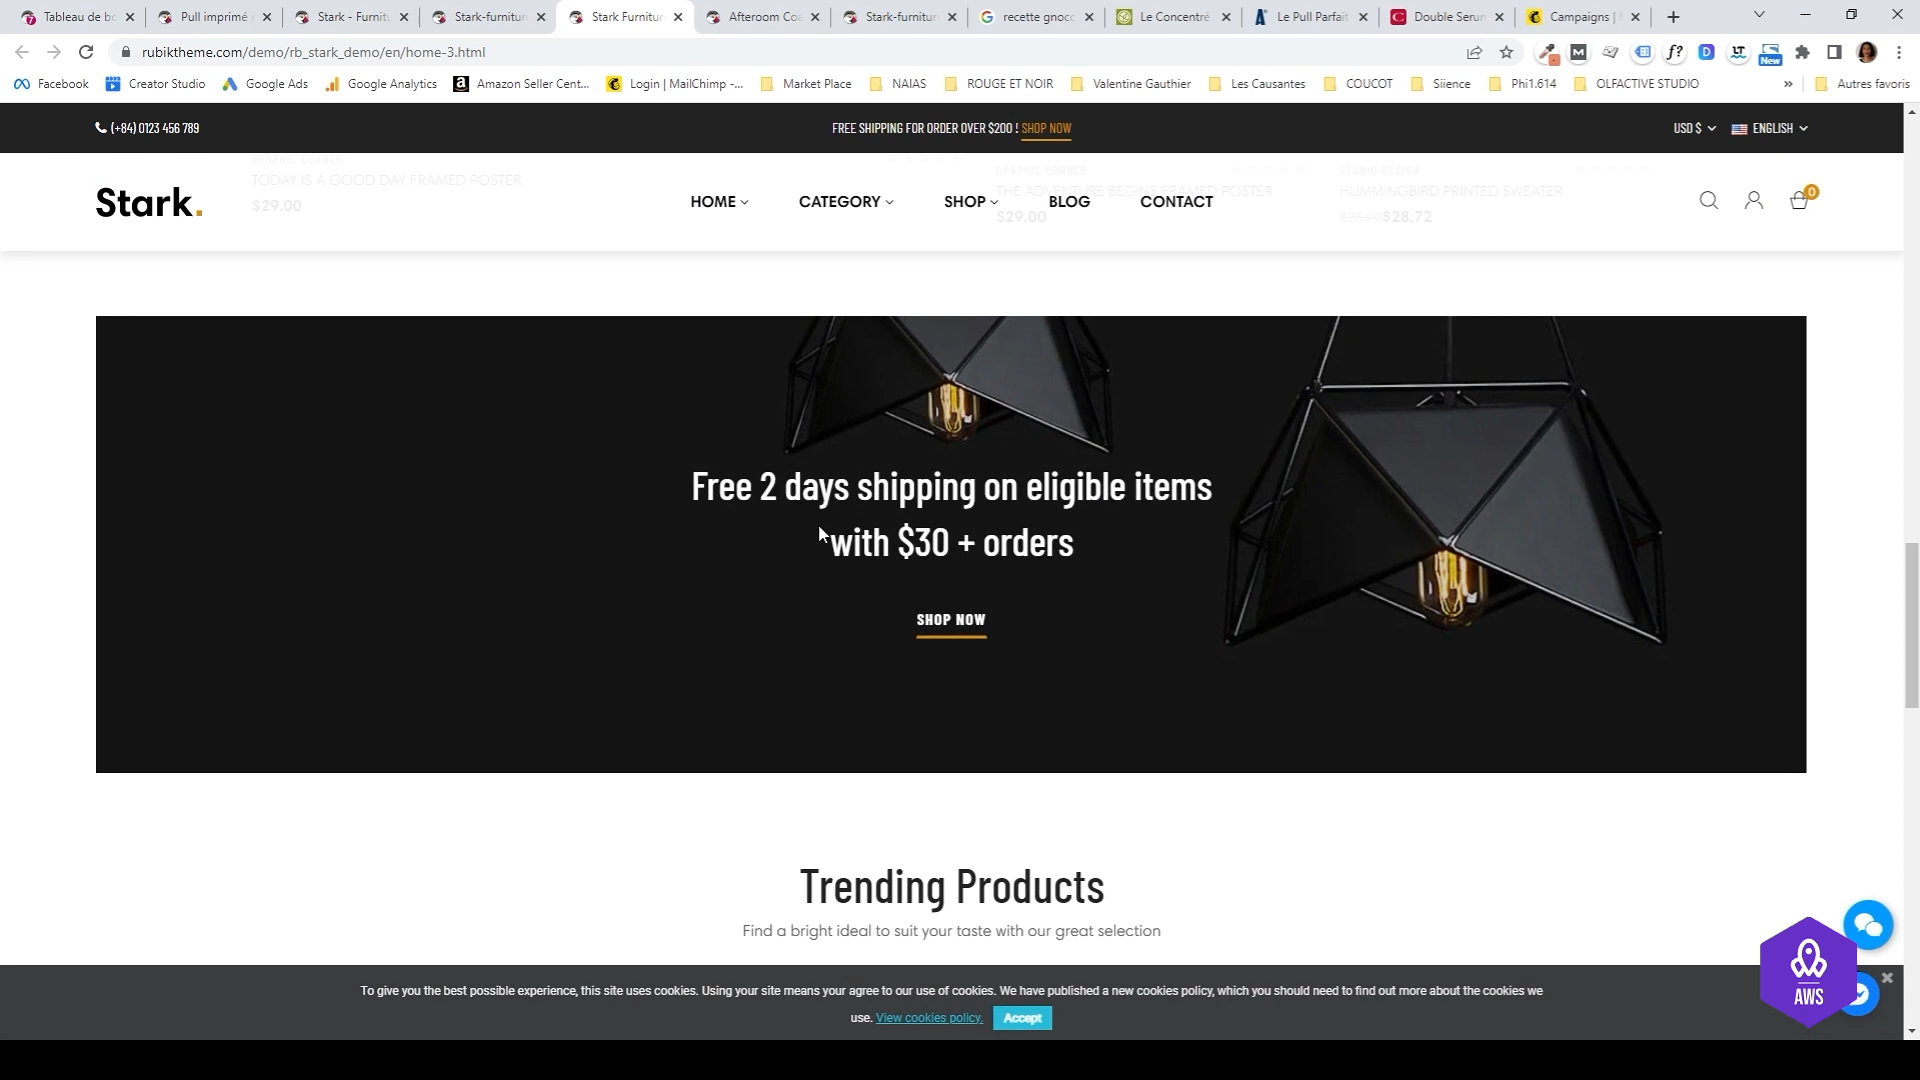 Tableau de bo
Pull imprimé
Stark - Furnitu
Stark-furnitur
Stark Furnitur
Afteroom Co
Stark-furnitur
recette gnocc
Le Concentré
Le Pull Parfait
Double Serum
Campaigns |
rubiktheme.com/demo/rb_stark_demo/en/home-3.html
New
Facebook
Creator Studio
Google Ads
Google Analytics
Amazon Seller Cent...
Login | MailChimp -...
Market Place
NAIAS
ROUGE ET NOIR
Valentine Gauthier
Les Causantes
COUCOT
Siience
Phi1.614
OLFACTIVE STUDIO
»
Autres favoris
(+84) 0123 456 789
FREE SHIPPING FOR ORDER OVER $200 ! SHOP NOW
USD $
ENGLISH
GRAPHIC CORNER
TODAY IS A GOOD DAY FRAMED POSTER
$29.00
GRAPHIC CORNER
THE ADVENTURE BEGINS FRAMED POSTER
$29.00
STUDIO DESIGN
HUMMINGBIRD PRINTED SWEATER
$35.90 $28.72
Stark.
HOME
CATEGORY
SHOP
BLOG
CONTACT
0
Free 2 days shipping on eligible items
with $30 + orders
SHOP NOW
Trending Products
Find a bright ideal to suit your taste with our great selection
To give you the best possible experience, this site uses cookies. Using your site means your agree to our use of cookies. We have published a new cookies policy, which you should need to find out more about the cookies we
use. View cookies policy. Accept
AWS